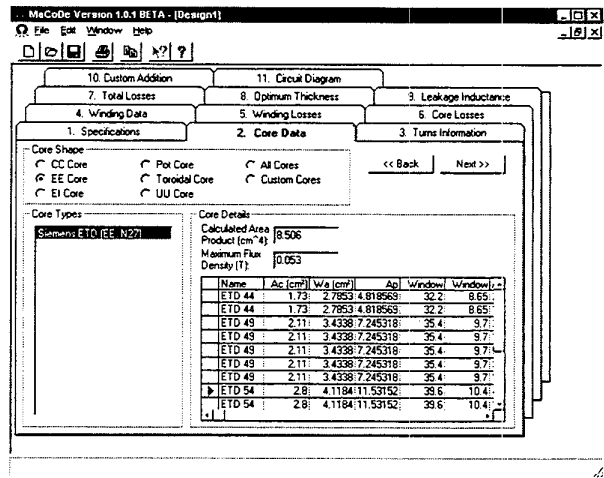 MaCoDe Version 1.0.1 BETA - [Design1]
File Edit Window Help
10. Custom Addition 11. Circuit Diagram
7. Total Losses 8. Optimum Thickness 9. Leakage Inductance
4. Winding Data 5. Winding Losses 6. Core Losses
1. Specifications 2. Core Data 3. Turns Information
Core Shape
CC Core Pot Core All Cores << Back Next >>
EE Core Toroidal Core Custom Cores
EI Core UU Core
Core Types Core Details
Siemens ETD (EE, N27)
Calculated Area
Product (cm^4): 8.506
Maximum Flux
Density (T): 0.053
Name Ac (cm²) Wa (cm²) Ap Window Window
ETD 44 1.73 2.7853 4.818569 32.2 8.65
ETD 44 1.73 2.7853 4.818569 32.2 8.65
ETD 49 2.11 3.4338 7.245318 35.4 9.7
ETD 49 2.11 3.4338 7.245318 35.4 9.7
ETD 49 2.11 3.4338 7.245318 35.4 9.7
ETD 49 2.11 3.4338 7.245318 35.4 9.7
ETD 49 2.11 3.4338 7.245318 35.4 9.7
ETD 54 2.8 4.1184 11.53152 39.6 10.4
ETD 54 2.8 4.1184 11.53152 39.6 10.4